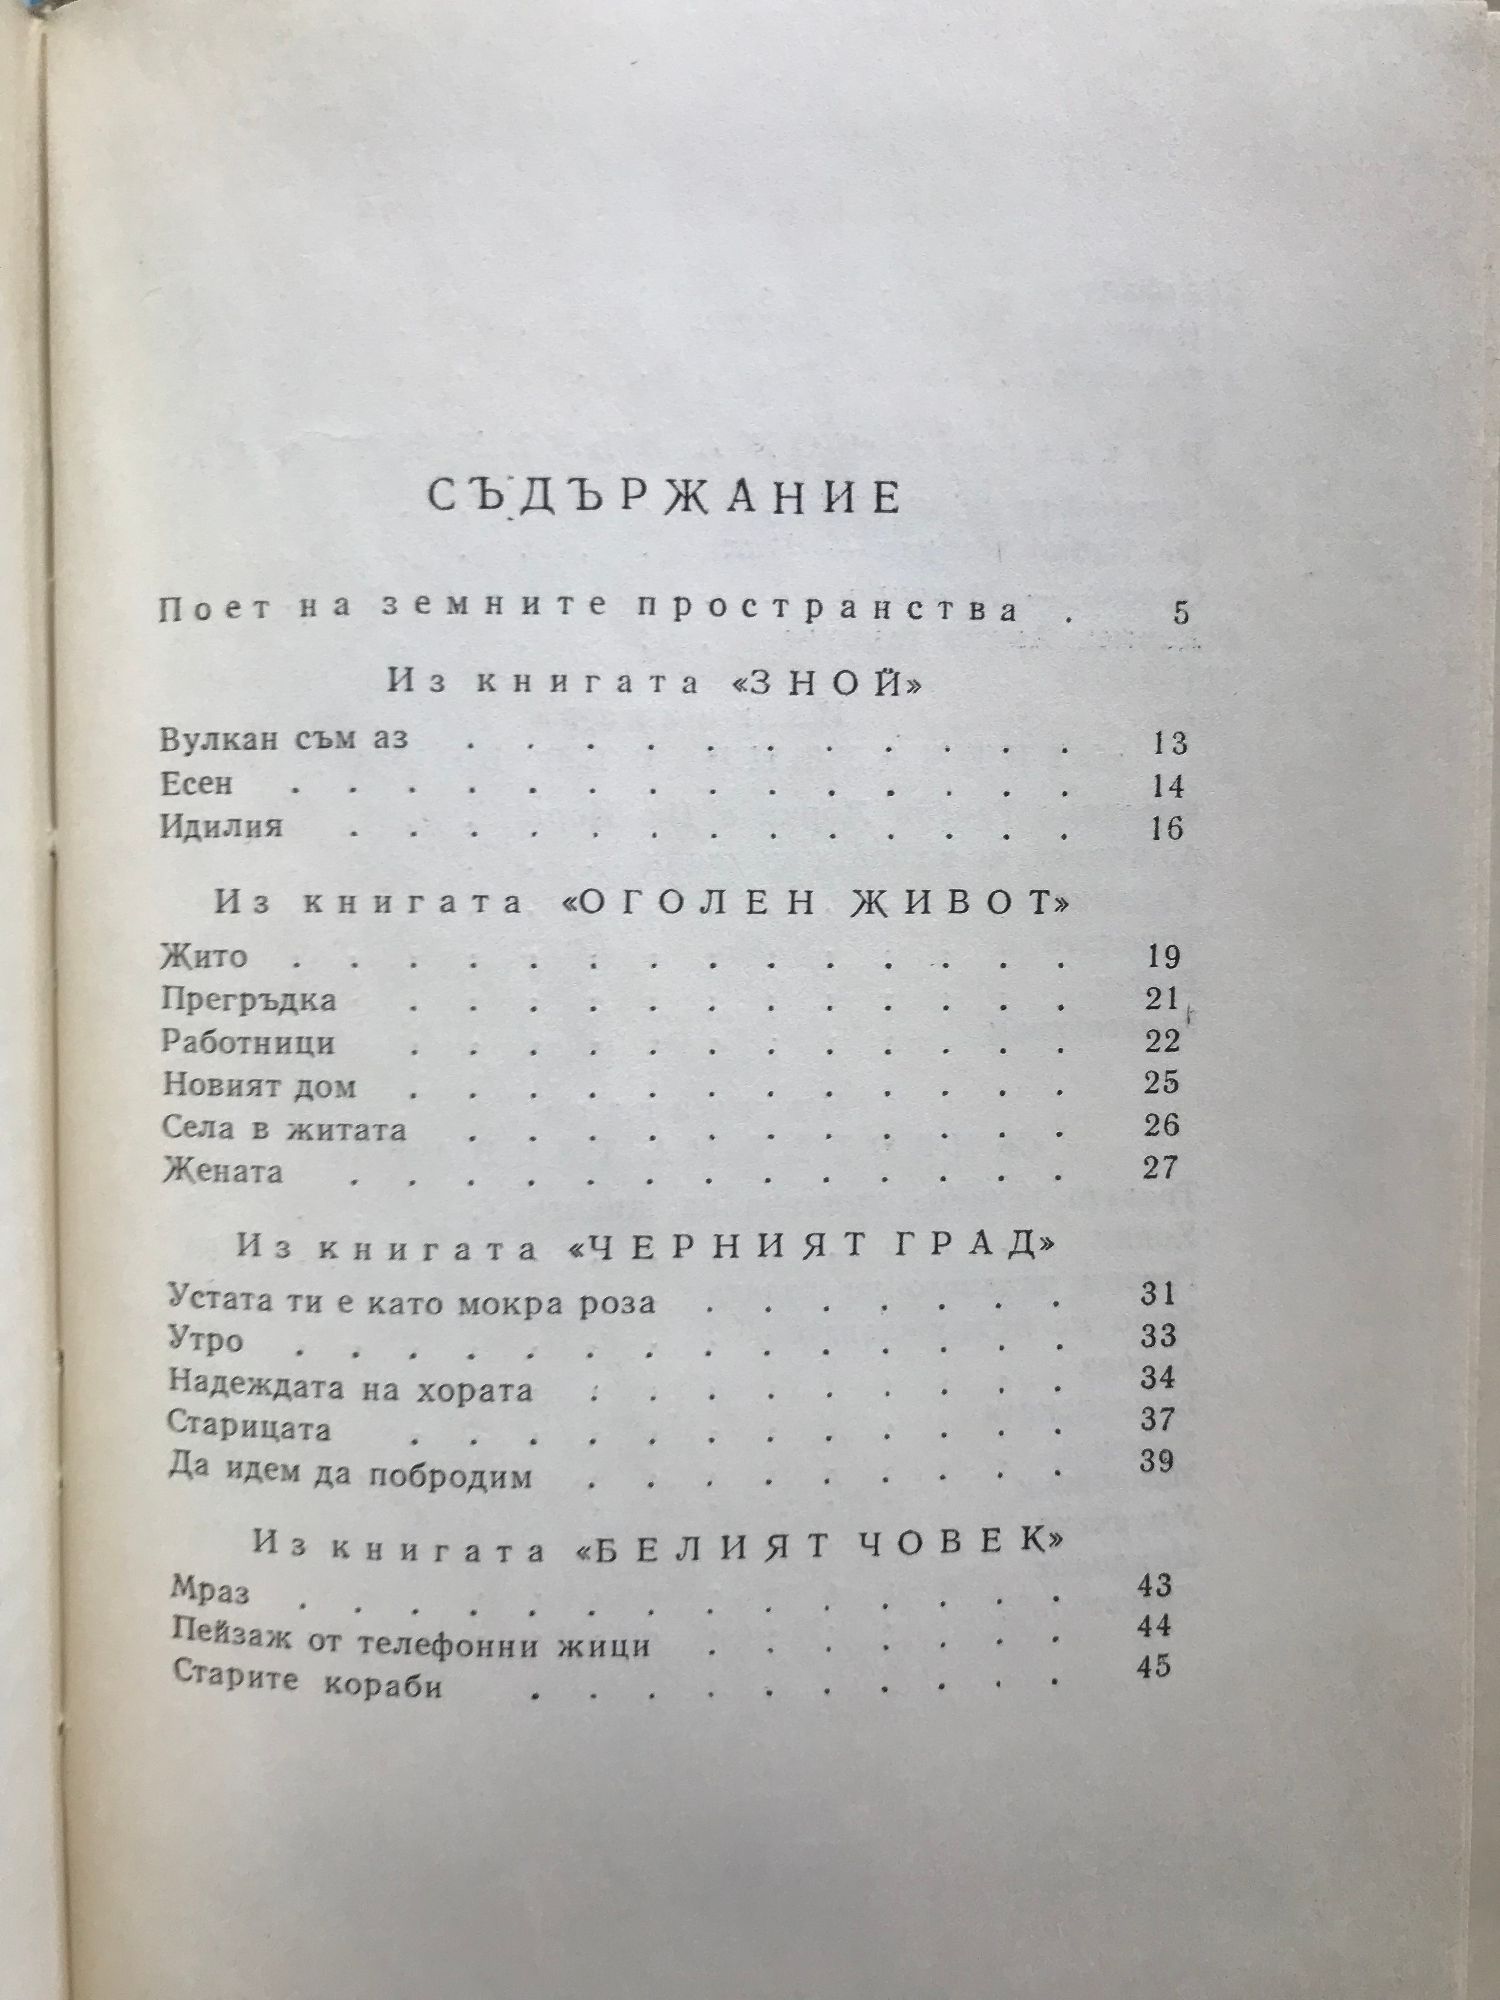 СЪДЪРЖАНИЕ
Поет на земните пространства . 5
Из книгата «ЗНОЙ»
Вулкан съм аз . . . . . . . . . . . 13
Есен . . . . . . . . . . . . . . 14
Идилия . . . . . . . . . . . . . 16
Из книгата «ОГОЛЕН ЖИВОТ»
Жито . . . . . . . . . . . . . . 19
Прегръдка . . . . . . . . . . . . 21
Работници . . . . . . . . . . . . 22
Новият дом . . . . . . . . . . . . 25
Села в житата . . . . . . . . . . . 26
Жената . . . . . . . . . . . . . 27
Из книгата «ЧЕРНИЯТ ГРАД»
Устата ти е като мокра роза . . . . . . . 31
Утро . . . . . . . . . . . . . . 33
Надеждата на хората . . . . . . . . . 34
Старицата . . . . . . . . . . . . 37
Да идем да побродим . . . . . . . . . 39
Из книгата «БЕЛИЯТ ЧОВЕК»
Мраз . . . . . . . . . . . . . . 43
Пейзаж от телефонни жици . . . . . . . 44
Старите кораби . . . . . . . . . . 45